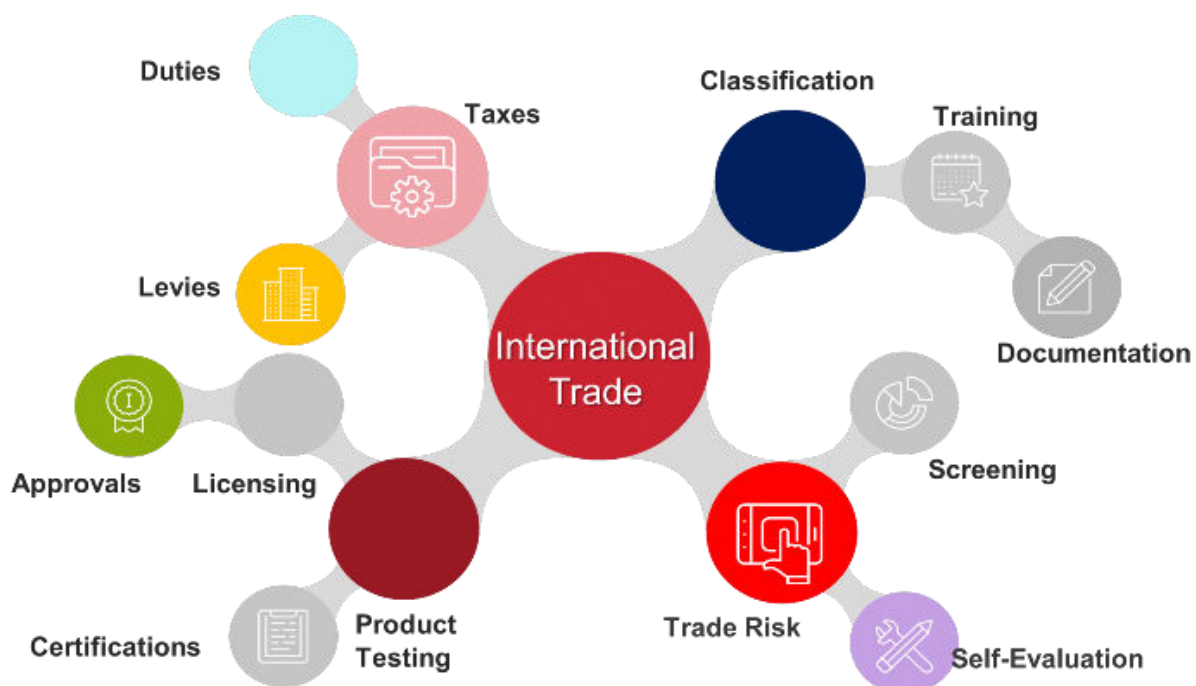 Duties
Taxes
Classification
Training
Levies
International
Trade
Documentation
Approvals
Licensing
Screening
Certifications
Product
Testing
Trade Risk
Self-Evaluation
I